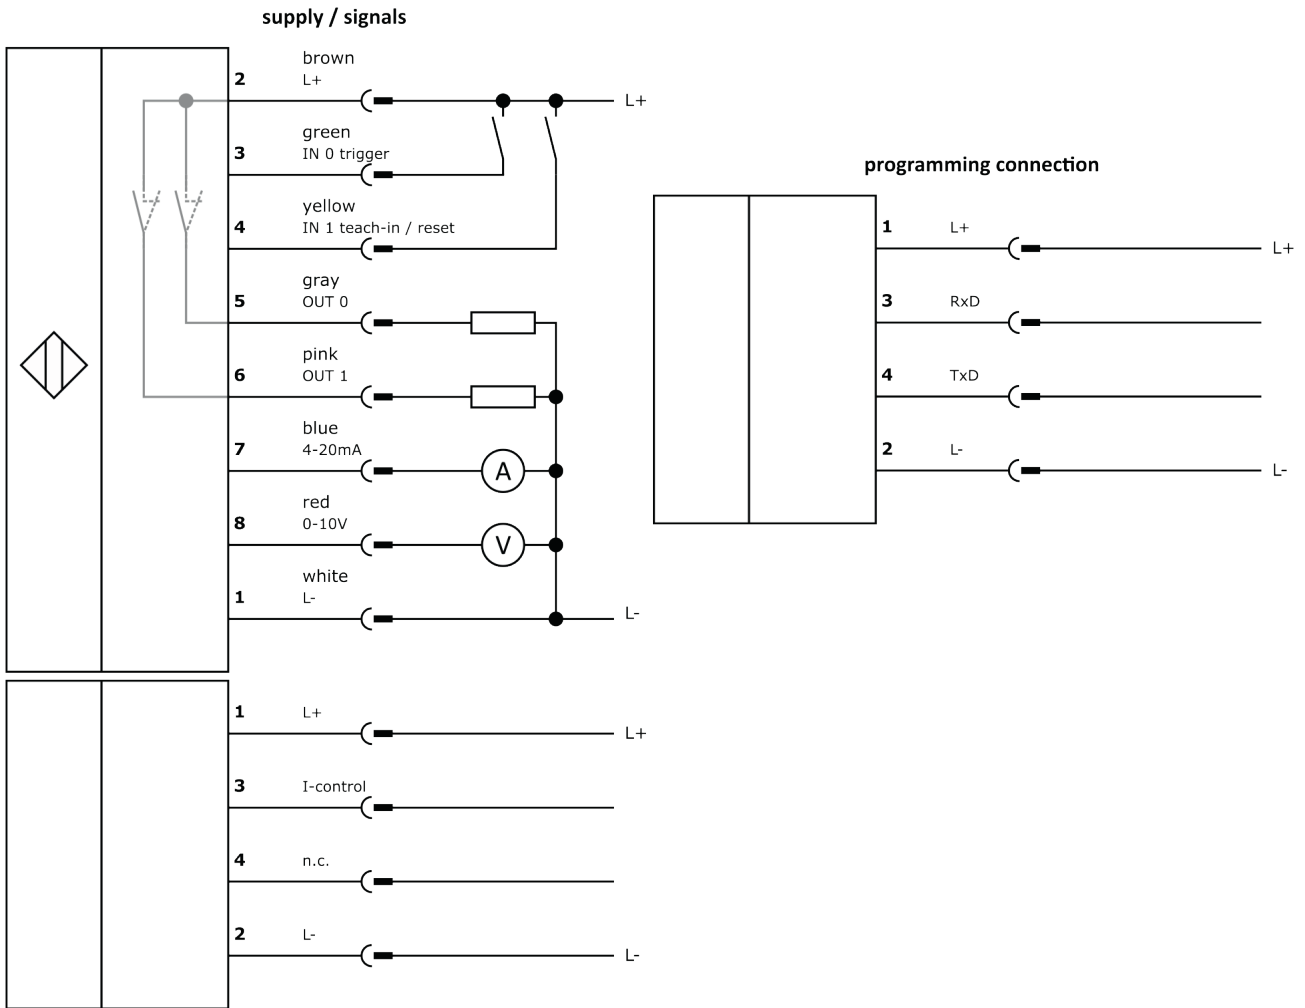 supply / signals
brown
2 L+
L+
green
3 IN 0 trigger
yellow
4 IN 1 teach-in / reset
gray
5 OUT 0
pink
6 OUT 1
blue
7 4-20mA
A
red
8 0-10V
V
white
1 L-
L-
1 L+
L+
3 I-control
4 n.c.
2 L-
L-
programming connection
1 L+
L+
3 RxD
4 TxD
2 L-
L-